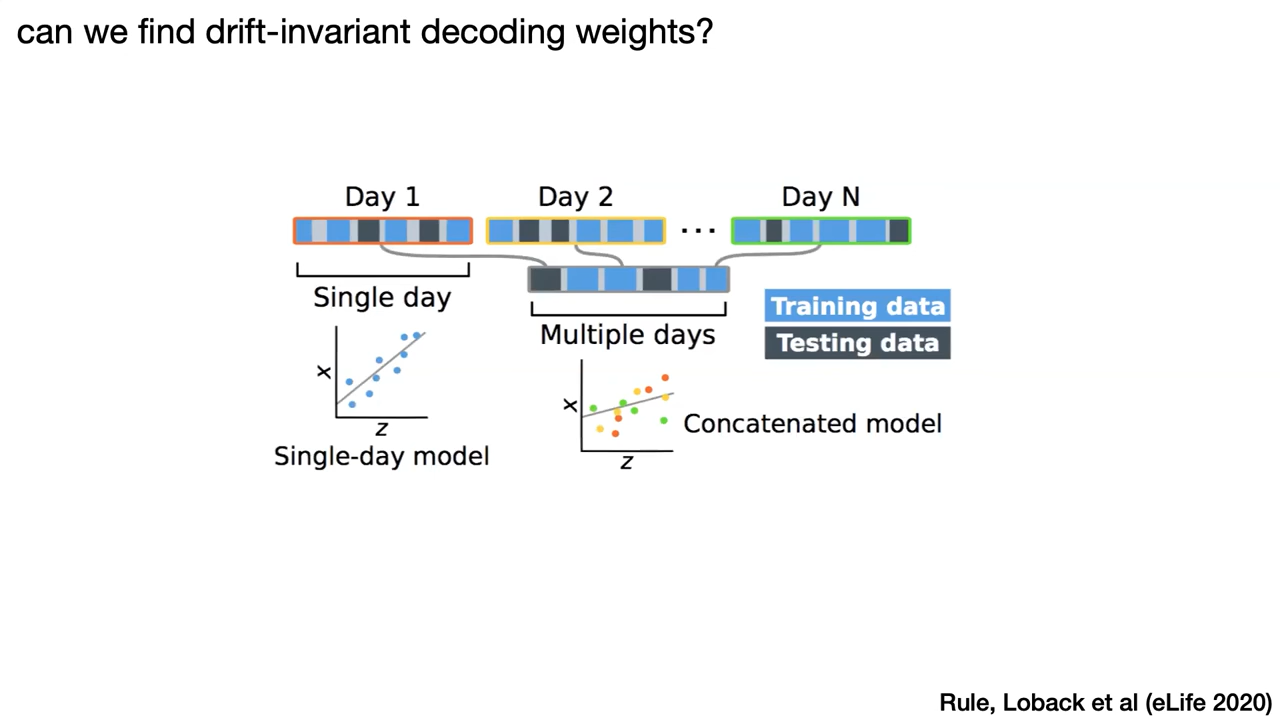 can we find drift-invariant decoding weights?
Day 1
Day 2
...
Day N
Single day
Multiple days
Training data
Testing data
x
z
Single-day model
x
z
Concatenated model
Rule, Loback et al (eLife 2020)